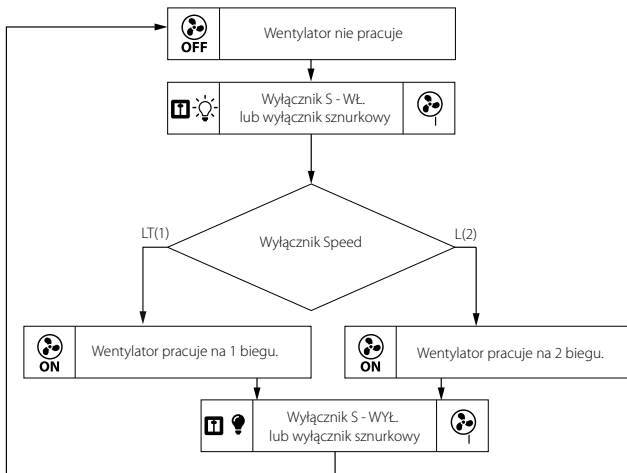 OFF
Wentylator nie pracuje
Wyłącznik S - WŁ.
lub wyłącznik sznurkowy
LT(1)
Wyłącznik Speed
L(2)
ON
Wentylator pracuje na 1 biegu.
ON
Wentylator pracuje na 2 biegu.
Wyłącznik S - WYŁ.
lub wyłącznik sznurkowy